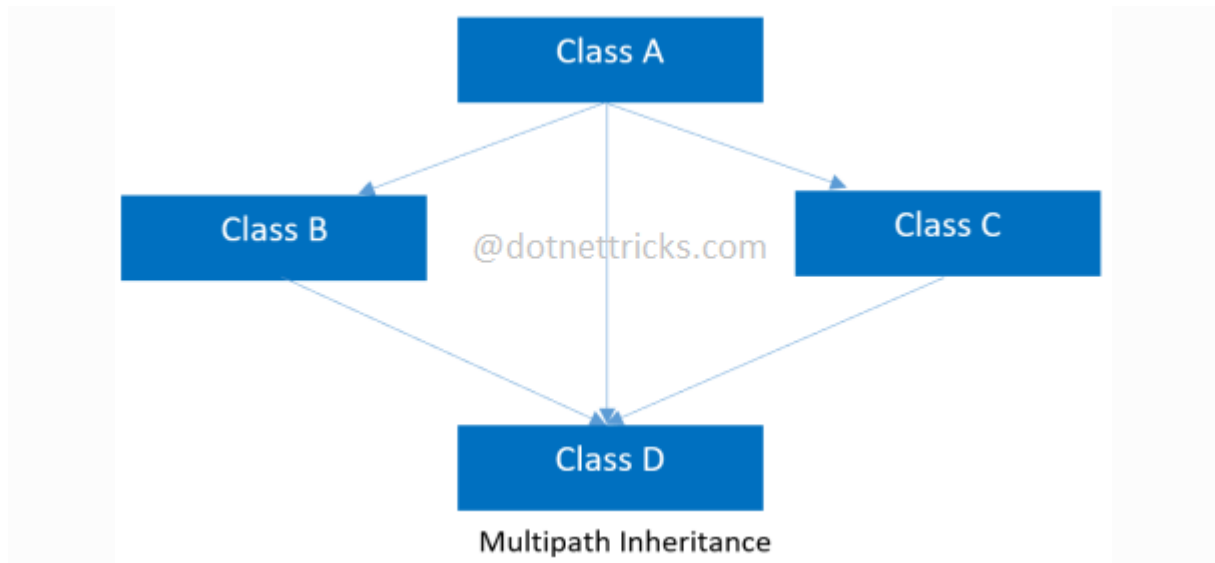 Class A
Class B
Class C
@dotnettricks.com
Class D
Multipath Inheritance